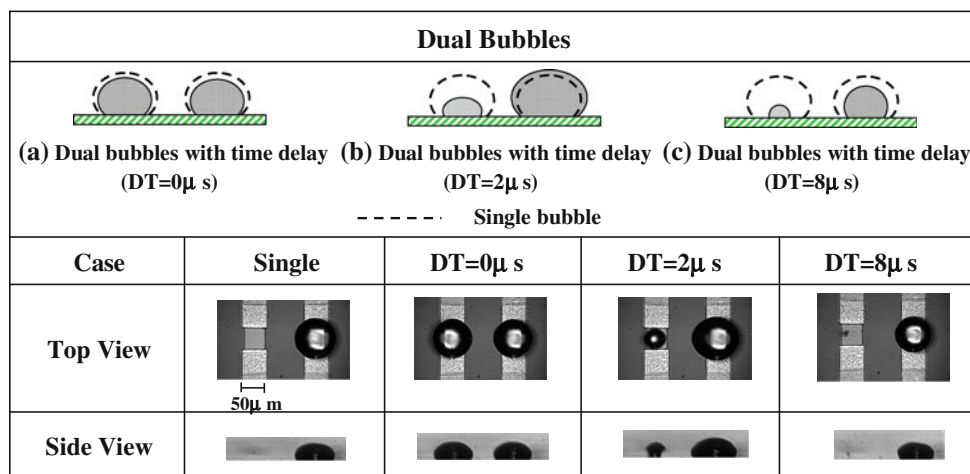 Dual Bubbles
(a) Dual bubbles with time delay (b) Dual bubbles with time delay (c) Dual bubbles with time delay
(DT=0μ s) (DT=2μ s) (DT=8μ s)
Single bubble
Case Single DT=0μ s DT=2μ s DT=8μ s
Top View
50μ m
Side View